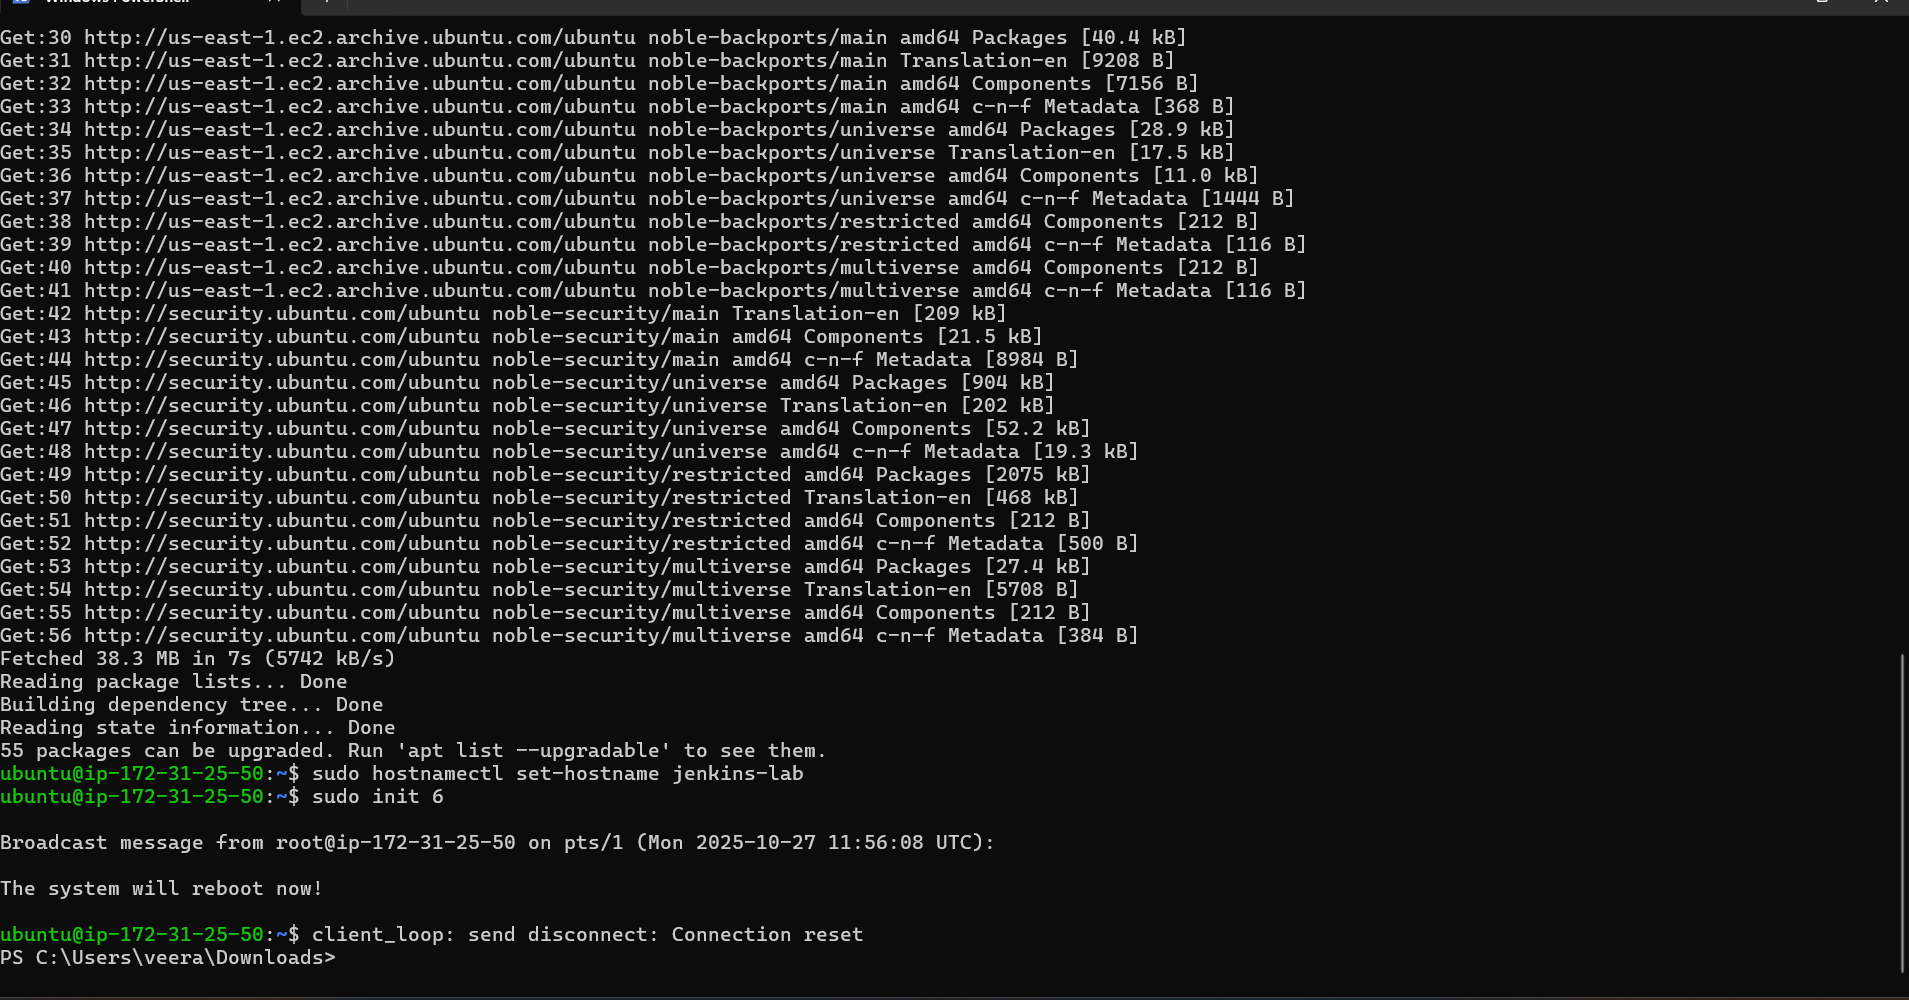 Windows PowerShell
Get:30 http://us-east-1.ec2.archive.ubuntu.com/ubuntu noble-backports/main amd64 Packages [40.4 kB]
Get:31 http://us-east-1.ec2.archive.ubuntu.com/ubuntu noble-backports/main Translation-en [9208 B]
Get:32 http://us-east-1.ec2.archive.ubuntu.com/ubuntu noble-backports/main amd64 Components [7156 B]
Get:33 http://us-east-1.ec2.archive.ubuntu.com/ubuntu noble-backports/main amd64 c-n-f Metadata [368 B]
Get:34 http://us-east-1.ec2.archive.ubuntu.com/ubuntu noble-backports/universe amd64 Packages [28.9 kB]
Get:35 http://us-east-1.ec2.archive.ubuntu.com/ubuntu noble-backports/universe Translation-en [17.5 kB]
Get:36 http://us-east-1.ec2.archive.ubuntu.com/ubuntu noble-backports/universe amd64 Components [11.0 kB]
Get:37 http://us-east-1.ec2.archive.ubuntu.com/ubuntu noble-backports/universe amd64 c-n-f Metadata [1444 B]
Get:38 http://us-east-1.ec2.archive.ubuntu.com/ubuntu noble-backports/restricted amd64 Components [212 B]
Get:39 http://us-east-1.ec2.archive.ubuntu.com/ubuntu noble-backports/restricted amd64 c-n-f Metadata [116 B]
Get:40 http://us-east-1.ec2.archive.ubuntu.com/ubuntu noble-backports/multiverse amd64 Components [212 B]
Get:41 http://us-east-1.ec2.archive.ubuntu.com/ubuntu noble-backports/multiverse amd64 c-n-f Metadata [116 B]
Get:42 http://security.ubuntu.com/ubuntu noble-security/main Translation-en [209 kB]
Get:43 http://security.ubuntu.com/ubuntu noble-security/main amd64 Components [21.5 kB]
Get:44 http://security.ubuntu.com/ubuntu noble-security/main amd64 c-n-f Metadata [8984 B]
Get:45 http://security.ubuntu.com/ubuntu noble-security/universe amd64 Packages [904 kB]
Get:46 http://security.ubuntu.com/ubuntu noble-security/universe Translation-en [202 kB]
Get:47 http://security.ubuntu.com/ubuntu noble-security/universe amd64 Components [52.2 kB]
Get:48 http://security.ubuntu.com/ubuntu noble-security/universe amd64 c-n-f Metadata [19.3 kB]
Get:49 http://security.ubuntu.com/ubuntu noble-security/restricted amd64 Packages [2075 kB]
Get:50 http://security.ubuntu.com/ubuntu noble-security/restricted Translation-en [468 kB]
Get:51 http://security.ubuntu.com/ubuntu noble-security/restricted amd64 Components [212 B]
Get:52 http://security.ubuntu.com/ubuntu noble-security/restricted amd64 c-n-f Metadata [500 B]
Get:53 http://security.ubuntu.com/ubuntu noble-security/multiverse amd64 Packages [27.4 kB]
Get:54 http://security.ubuntu.com/ubuntu noble-security/multiverse Translation-en [5708 B]
Get:55 http://security.ubuntu.com/ubuntu noble-security/multiverse amd64 Components [212 B]
Get:56 http://security.ubuntu.com/ubuntu noble-security/multiverse amd64 c-n-f Metadata [384 B]
Fetched 38.3 MB in 7s (5742 kB/s)
Reading package lists... Done
Building dependency tree... Done
Reading state information... Done
55 packages can be upgraded. Run 'apt list --upgradable' to see them.
ubuntu@ip-172-31-25-50:~$ sudo hostnamectl set-hostname jenkins-lab
ubuntu@ip-172-31-25-50:~$ sudo init 6
Broadcast message from root@ip-172-31-25-50 on pts/1 (Mon 2025-10-27 11:56:08 UTC):
The system will reboot now!
ubuntu@ip-172-31-25-50:~$ client_loop: send disconnect: Connection reset
PS C:\Users\veera\Downloads>